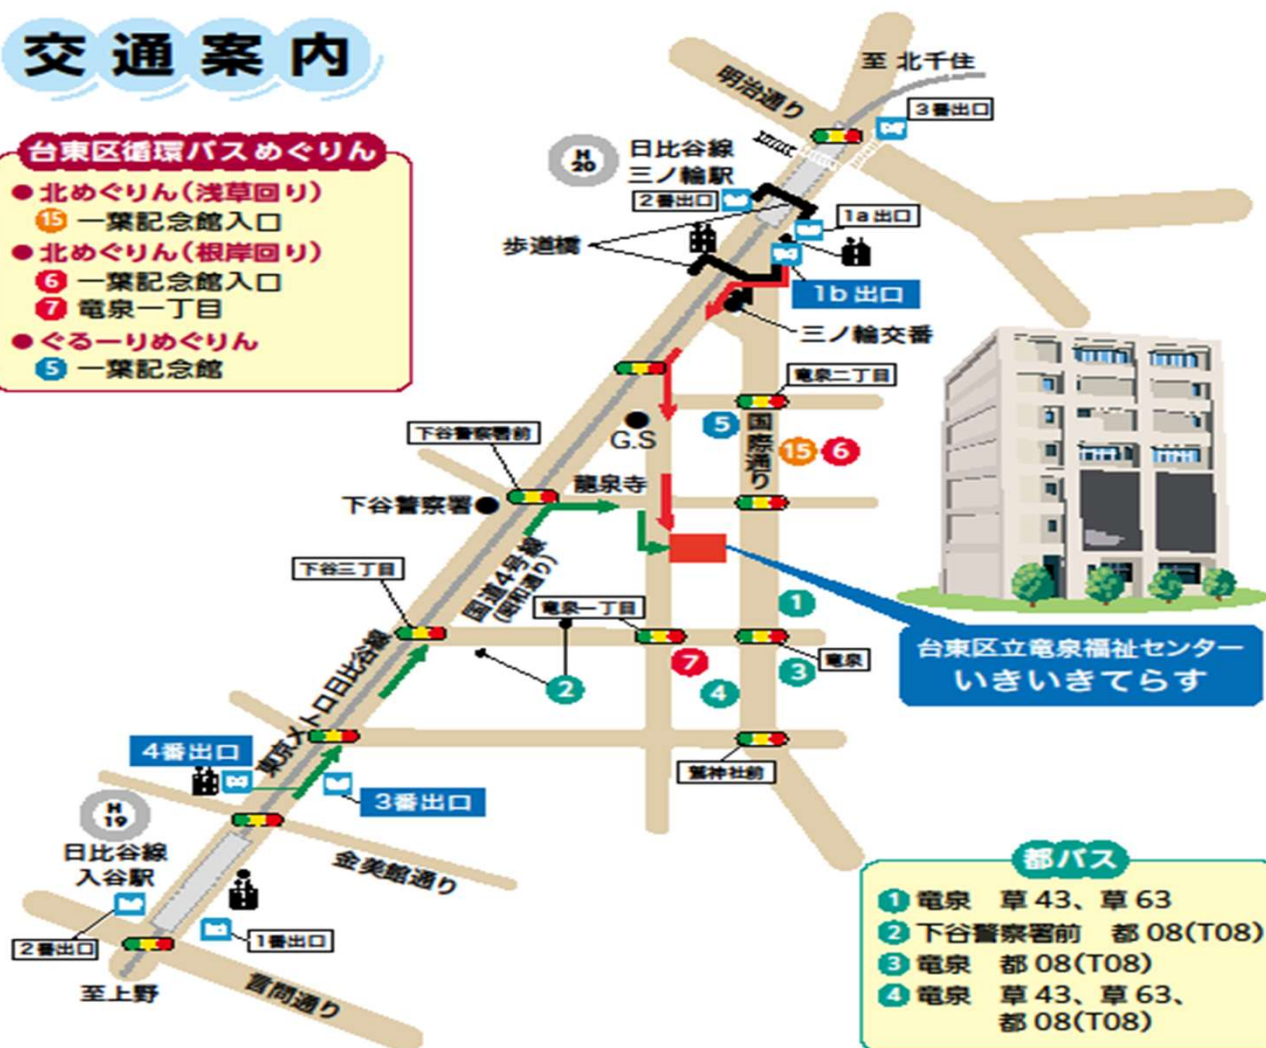 交通案内
台東区循環バスめぐりん
● 北めぐりん(浅草回り)
15 一葉記念館入口
● 北めぐりん(根岸回り)
6 一葉記念館入口
7 竜泉一丁目
● ぐるーりめぐりん
5 一葉記念館
至 北千住
明治通り
3番出口
H
20
日比谷線
三ノ輪駅
2番出口
1a出口
歩道橋
1b 出口
三ノ輪交番
竜泉二丁目
5
国際通り
15
6
G.S
下谷警察署前
龍泉寺
下谷警察署
国道4号線
(昭和通り)
下谷三丁目
竜泉一丁目
1
台東区立竜泉福祉センター
いきいきてらす
竜泉
7
3
2
4
東京メトロ日比谷線
4番出口
鷲神社前
3番出口
H
19
日比谷線
入谷駅
金美館通り
2番出口
1番出口
至上野
言問通り
都バス
1 竜泉 草43、草63
2 下谷警察署前 都08(T08)
3 竜泉 都08(T08)
4 竜泉 草43、草63、
都08(T08)